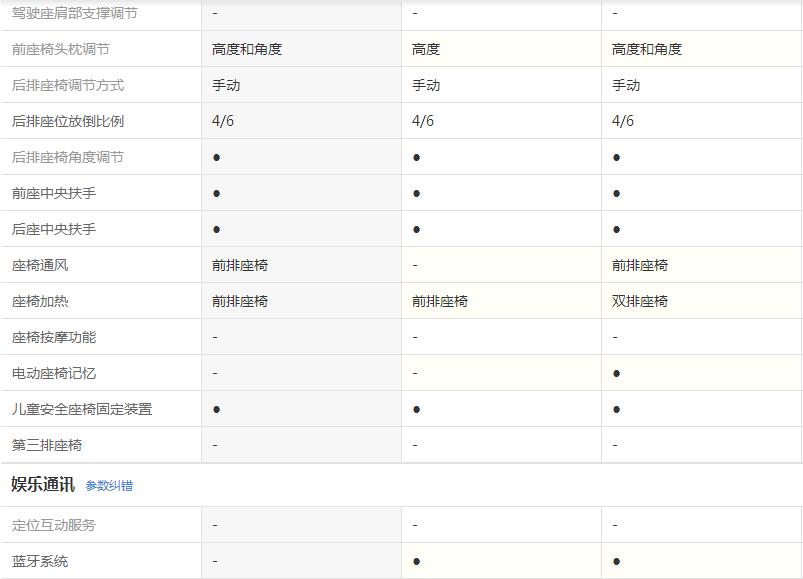 驾驶座肩部支撑调节 - - -
前座椅头枕调节 高度和角度 高度 高度和角度
后排座椅调节方式 手动 手动 手动
后排座位放倒比例 4/6 4/6 4/6
后排座椅角度调节 ● ● ●
前座中央扶手 ● ● ●
后座中央扶手 ● ● ●
座椅通风 前排座椅 - 前排座椅
座椅加热 前排座椅 前排座椅 双排座椅
座椅按摩功能 - - -
电动座椅记忆 - - ●
儿童安全座椅固定装置 ● ● ●
第三排座椅 - - -
娱乐通讯 参数纠错
定位互动服务 - - -
蓝牙系统 - ● ●